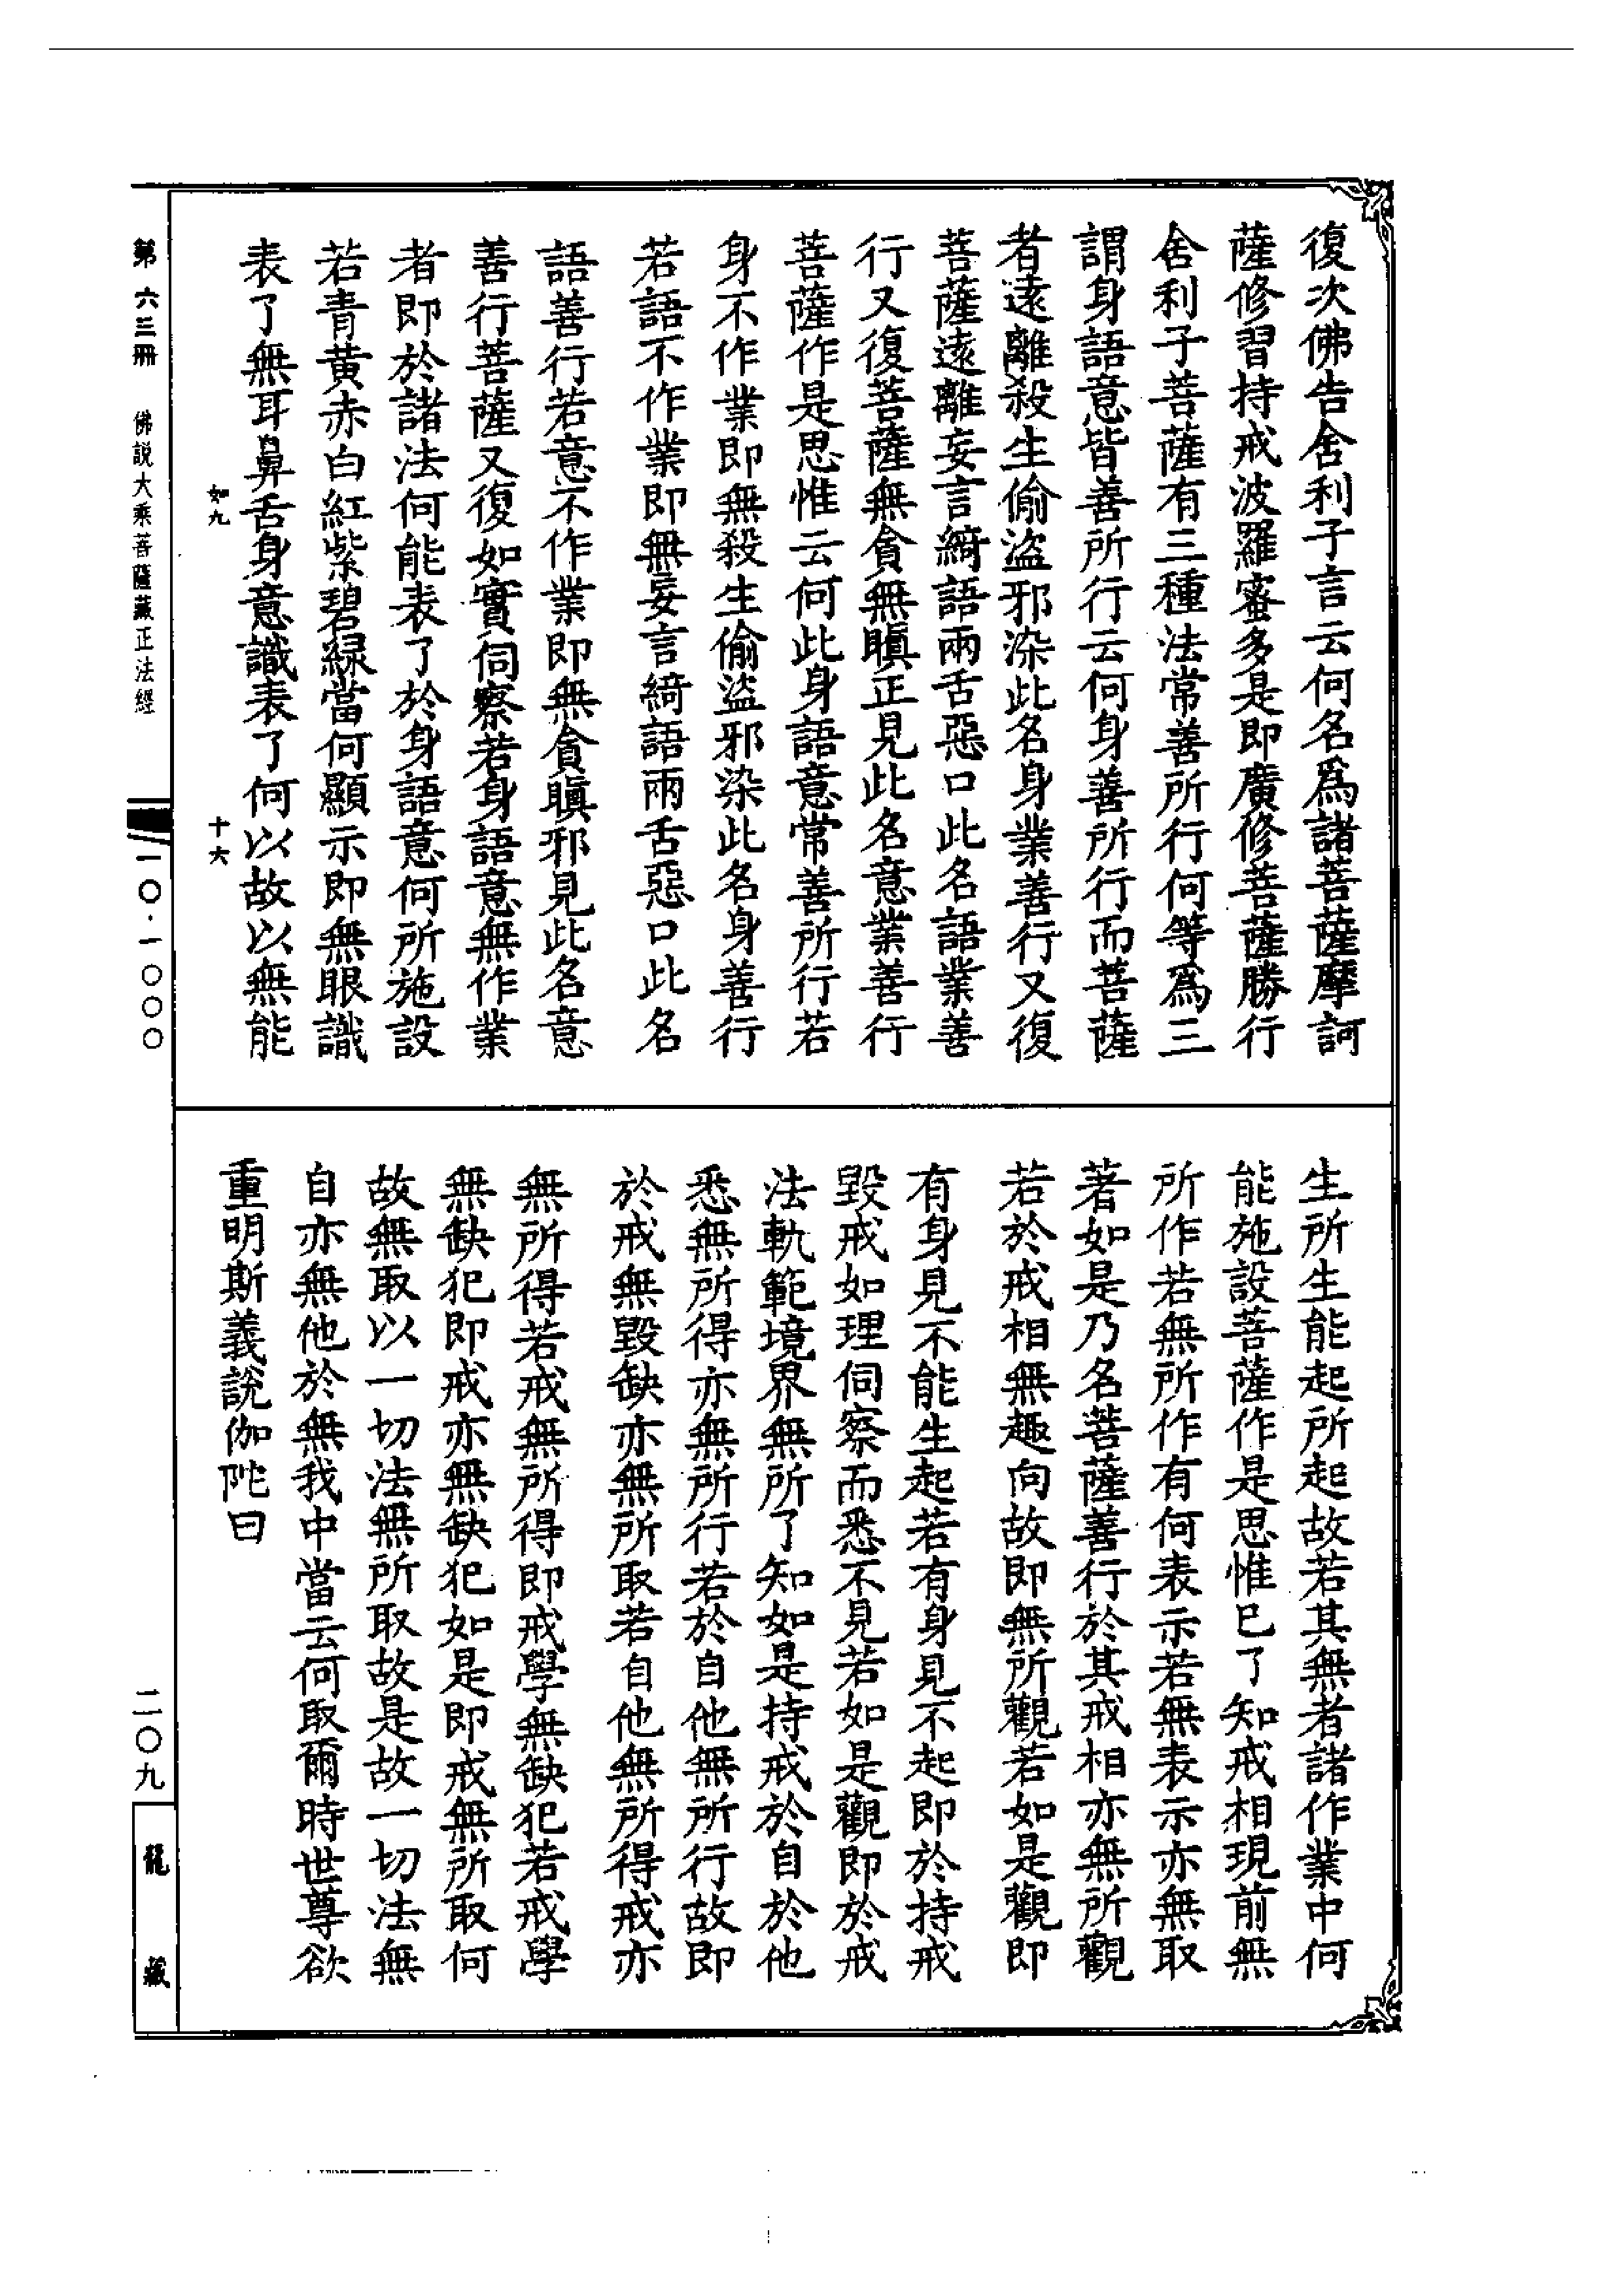 復次佛告舍利子言云何名爲諸菩薩摩訶
薩修習持戒波羅蜜多是即廣修菩薩勝行
舍利子菩薩有三種法常善所行何等爲三
謂身語意皆善所行云何身善所行而菩薩
者遠離殺生偷盜邪染此名身業善行又復
菩薩遠離妄言綺語兩舌惡口此名語業善
行又復菩薩無貪無瞋正見此名意業善行
菩薩作是思惟云何此身語意常善所行若
身不作業即無殺生偷盜邪染此名身善行
若語不作業即無妄言綺語兩舌惡口此名
語善行若意不作業即無貪瞋邪見此名意
善行菩薩又復如實伺察若身語意無作業
者即於諸法何能表了於身語意何所施設
若青黃赤白紅紫碧綠當何顯示即無眼識
表了無耳鼻舌身意識表了何以故以無能
如九
十六
生所生能起所起故若其無者諸作業中何
能施設菩薩作是思惟已了知戒相現前無
所作若無所作有何表示若無表示亦無取
著如是乃名菩薩善行於其戒相亦無所觀
若於戒相無趣向故即無所觀若如是觀即
有身見不能生起若有身見不起即於持戒
毀戒如理伺察而悉不見若如是觀即於戒
法軌範境界無所了知如是持戒於自於他
悉無所得亦無所行若於自他無所行故即
於戒無毀缺亦無所取若自他無所得戒亦
無所得若戒無所得即戒學無缺犯若戒學
無缺犯即戒亦無缺犯如是即戒無所取何
故無取以一切法無所取故是故一切法無
自亦無他於無我中當云何取爾時世尊欲
重明斯義說伽陀曰
第六三冊 佛說大乘菩薩藏正法經
一〇·一〇〇〇
二〇九
龍藏